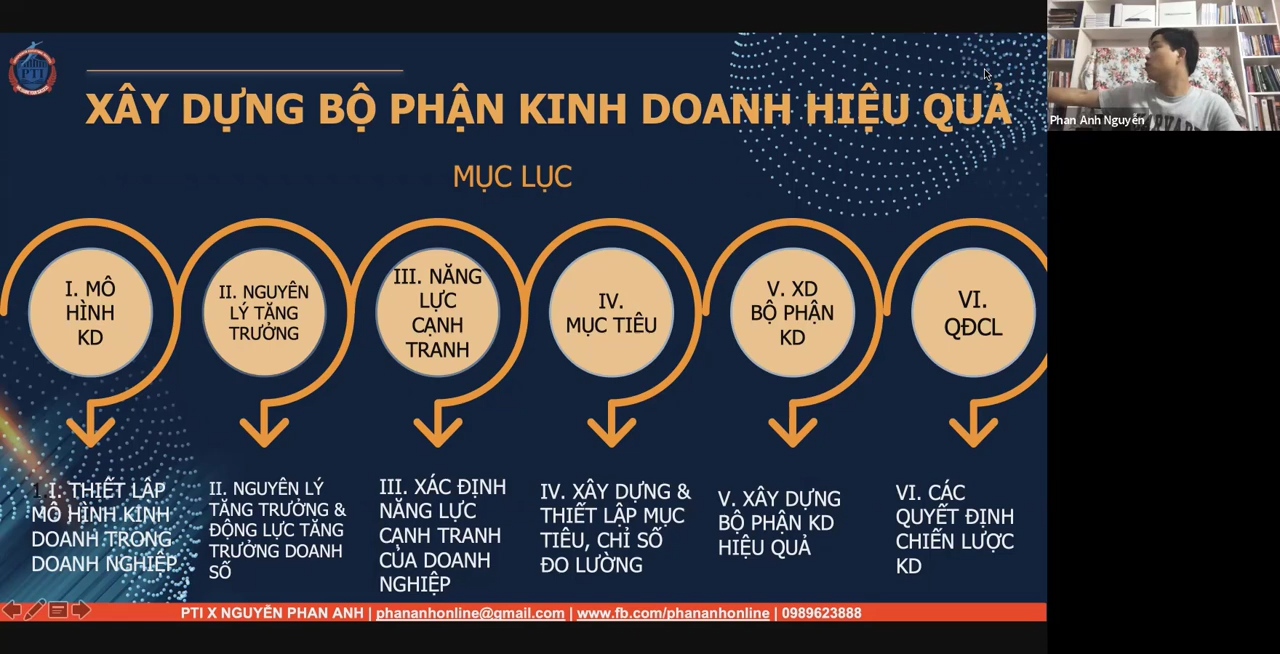 PTI
XÂY DỰNG BỘ PHẬN KINH DOANH HIỆU QUẢ
MỤC LỤC
I. MÔ
HÌNH
KD
II. NGUYÊN
LÝ TĂNG
TRƯỞNG
III. NĂNG
LỰC
CẠNH
TRANH
IV.
MỤC TIÊU
V. XD
BỘ PHẬN
KD
VI.
QĐCL
1.I. THIẾT LẬP
MÔ HÌNH KINH
DOANH TRONG
DOANH NGHIỆP
II. NGUYÊN LÝ
TĂNG TRƯỞNG &
ĐỘNG LỰC TĂNG
TRƯỞNG DOANH
SỐ
III. XÁC ĐỊNH
NĂNG LỰC
CẠNH TRANH
CỦA DOANH
NGHIỆP
IV. XÂY DỰNG &
THIẾT LẬP MỤC
TIÊU, CHỈ SỐ
ĐO LƯỜNG
V. XÂY DỰNG
BỘ PHẬN KD
HIỆU QUẢ
VI. CÁC
QUYẾT ĐỊNH
CHIẾN LƯỢC
KD
PTI X NGUYỄN PHAN ANH | phananhonline@gmail.com | www.fb.com/phananhonline | 0989623888
Phan Anh Nguyễn